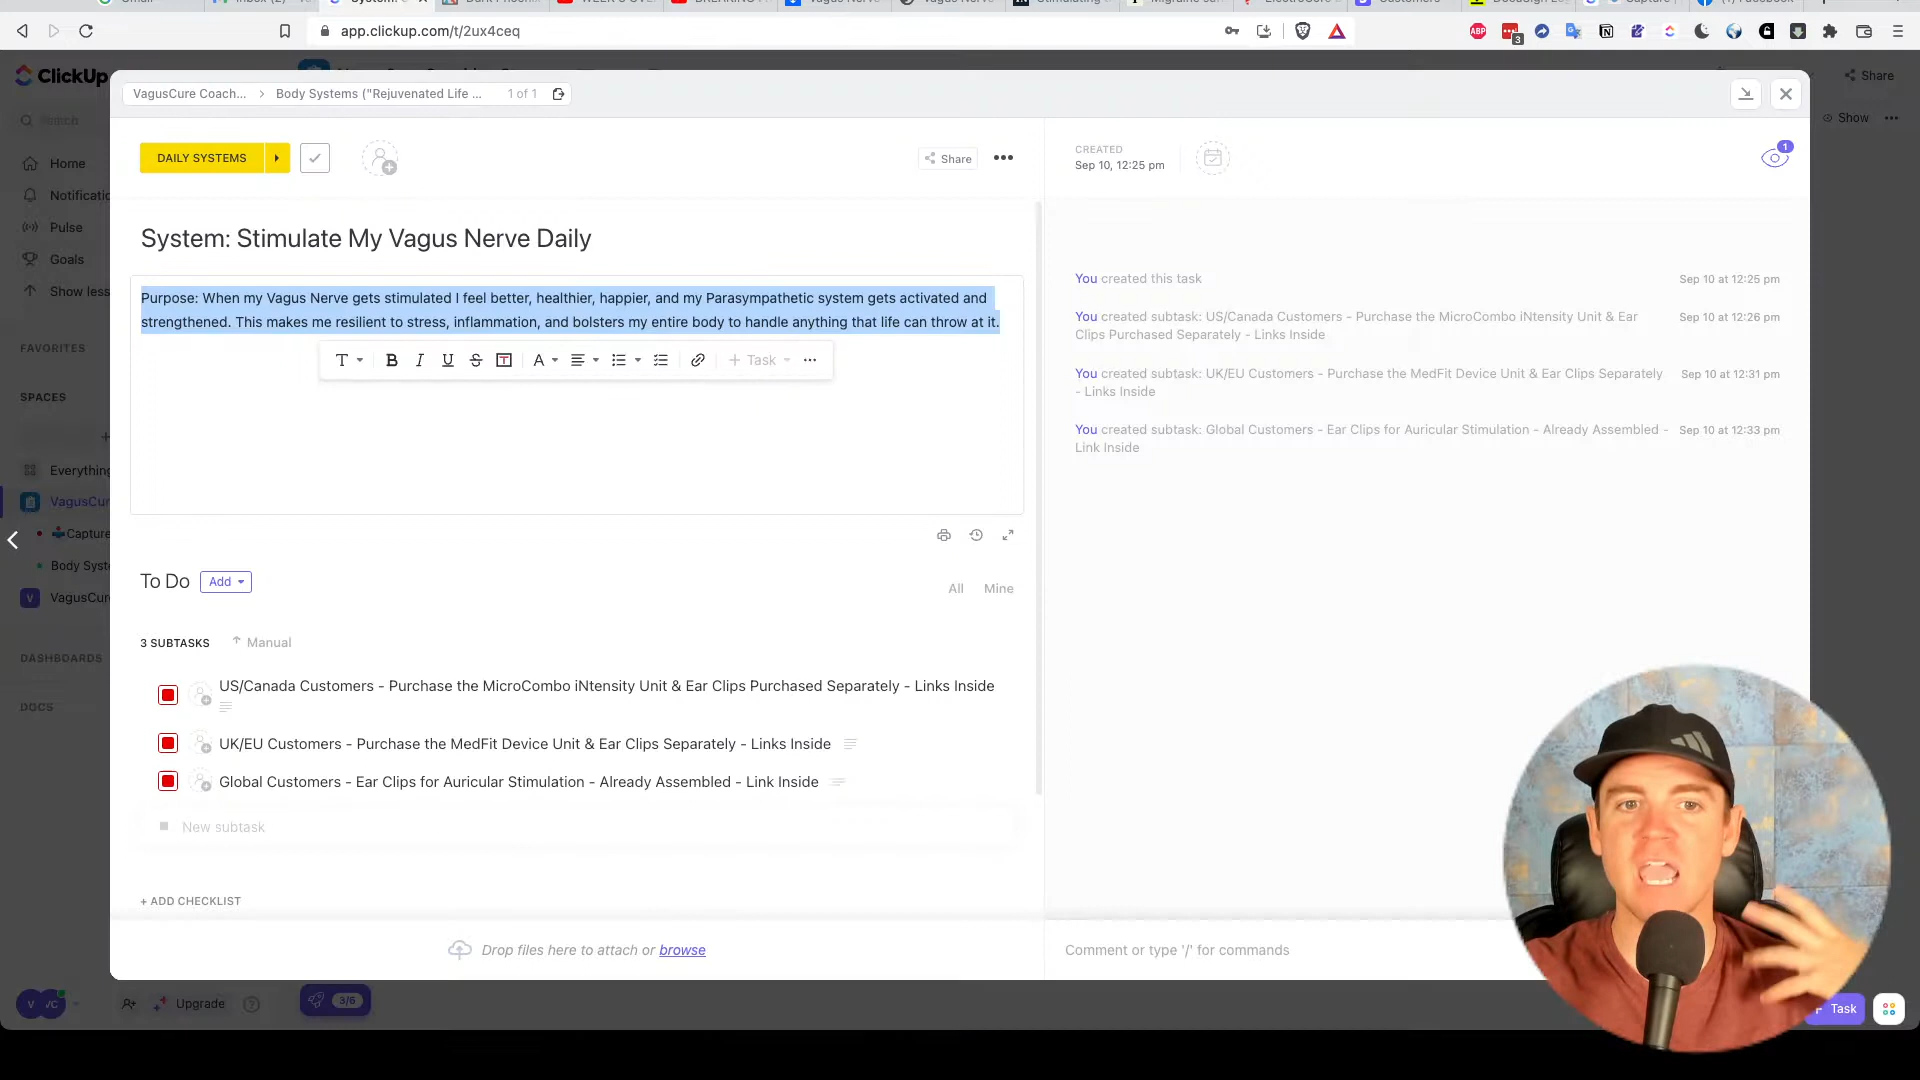 app.clickup.com/t/2ux4ceq
ABP
3
ClickUp
Share
VagusCure Coach...
Body Systems ("Rejuvenated Life ...
1 of 1
Search
Show
Home
DAILY SYSTEMS
Share
CREATED
Sep 10, 12:25 pm
1
Pulse
Goals
Show less
System: Stimulate My Vagus Nerve Daily
Purpose: When my Vagus Nerve gets stimulated I feel better, healthier, happier, and my Parasympathetic system gets activated and
strengthened. This makes me resilient to stress, inflammation, and bolsters my entire body to handle anything that life can throw at it.
T B I U S T A + Task
You created this task
Sep 10 at 12:25 pm
You created subtask: US/Canada Customers - Purchase the MicroCombo iNtensity Unit & Ear
Clips Purchased Separately - Links Inside
Sep 10 at 12:26 pm
You created subtask: UK/EU Customers - Purchase the MedFit Device Unit & Ear Clips Separately
- Links Inside
Sep 10 at 12:31 pm
You created subtask: Global Customers - Ear Clips for Auricular Stimulation - Already Assembled -
Link Inside
Sep 10 at 12:33 pm
FAVORITES
SPACES
Everything
VagusCur
Capture
Body Syst
V VagusCur
DASHBOARDS
DOCS
To Do
Add
All
Mine
3 SUBTASKS
Manual
US/Canada Customers - Purchase the MicroCombo iNtensity Unit & Ear Clips Purchased Separately - Links Inside
UK/EU Customers - Purchase the MedFit Device Unit & Ear Clips Separately - Links Inside
Global Customers - Ear Clips for Auricular Stimulation - Already Assembled - Link Inside
New subtask
+ ADD CHECKLIST
Drop files here to attach or browse
Comment or type '/' for commands
V
Upgrade
3/6
Task